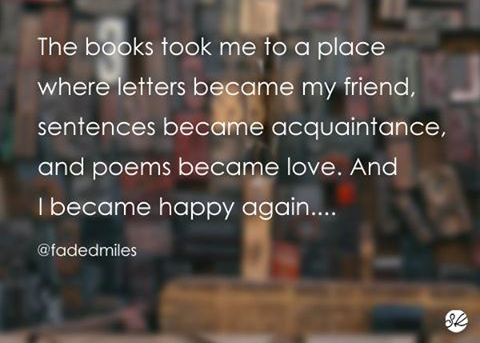 The books took me to a place
where letters became my friend,
sentences became acquaintance,
and poems became love. And
I became happy again....
@fadedmiles
SK